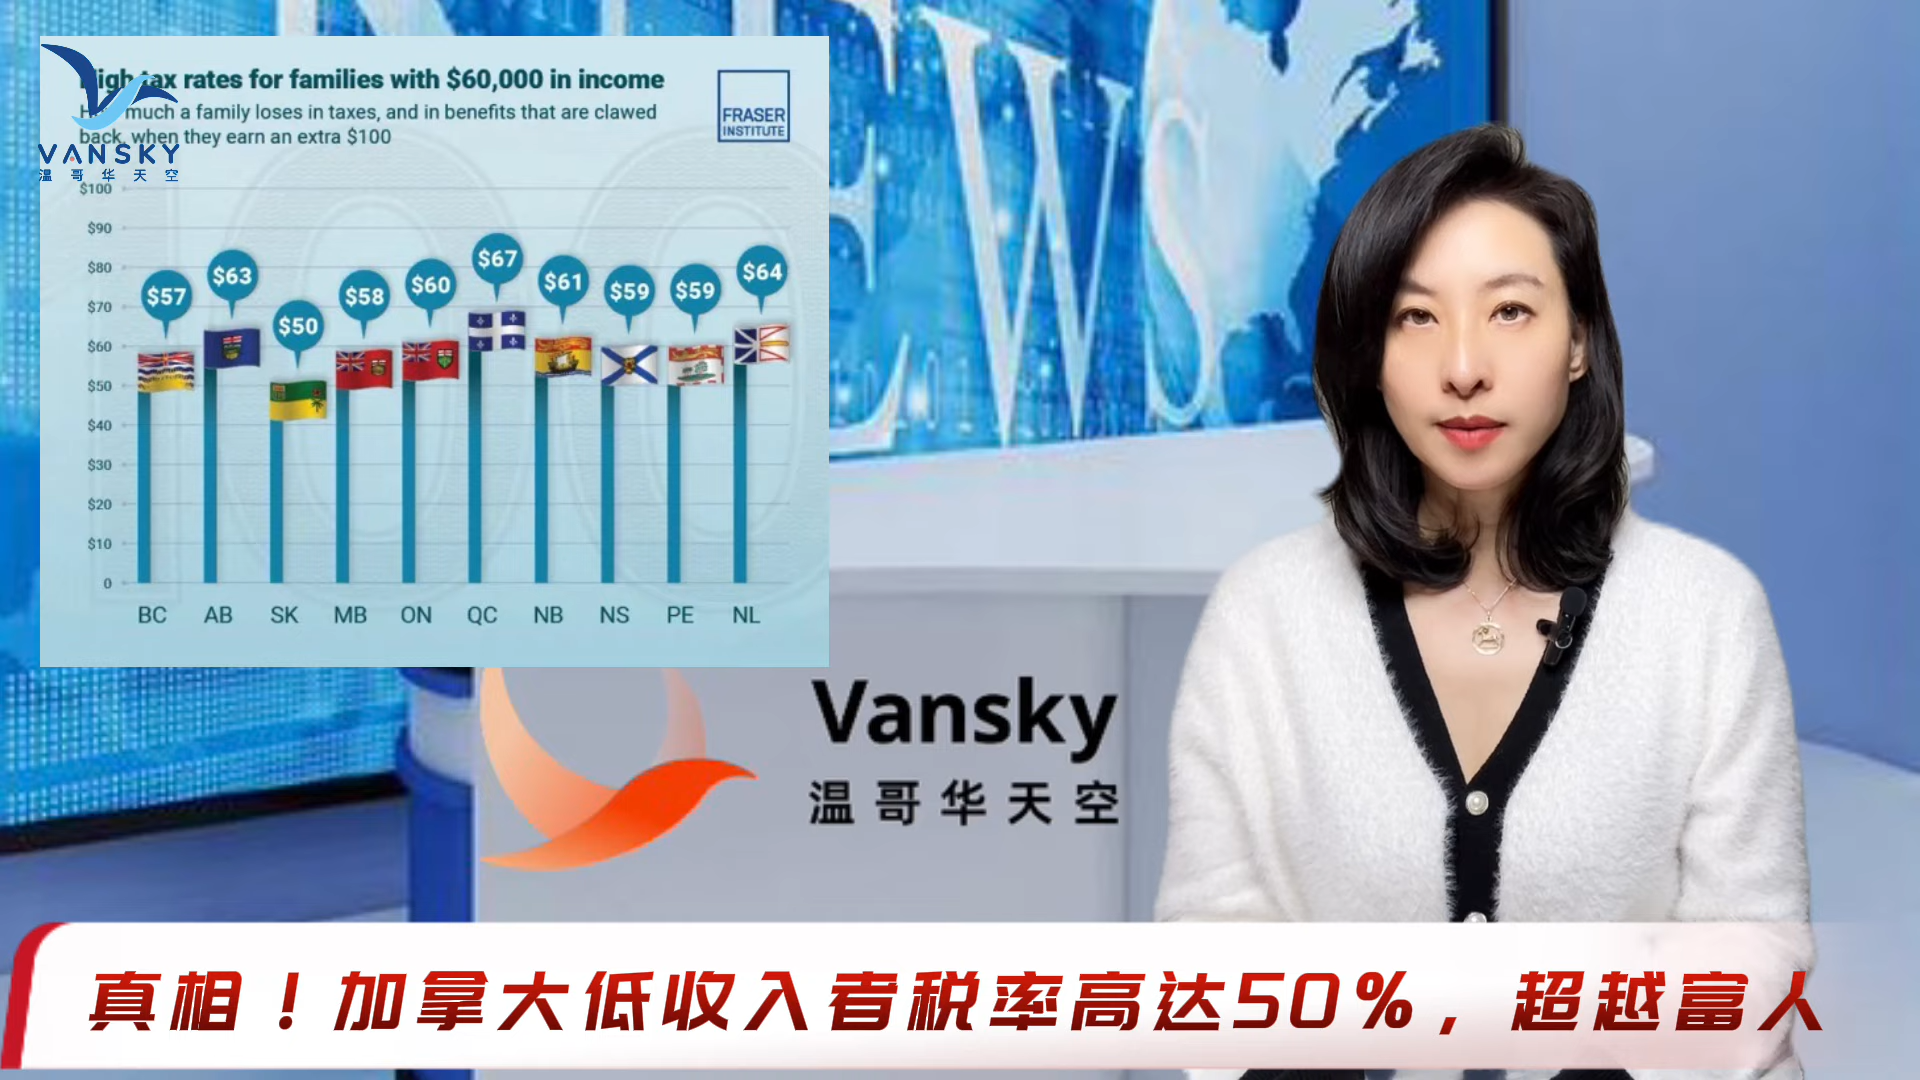 High tax rates for families with $60,000 in income
How much a family loses in taxes, and in benefits that are clawed
back, when they earn an extra $100
FRASER
INSTITUTE
VANSKY
温哥华天空
$100
$90
$80
$70
$60
$50
$40
$30
$20
$10
0
$57
$63
$50
$58
$60
$67
$61
$59
$59
$64
BC AB SK MB ON QC NB NS PE NL
NEWS
Vansky
温哥华天空
真相！加拿大低收入者税率高达50%，超越富人